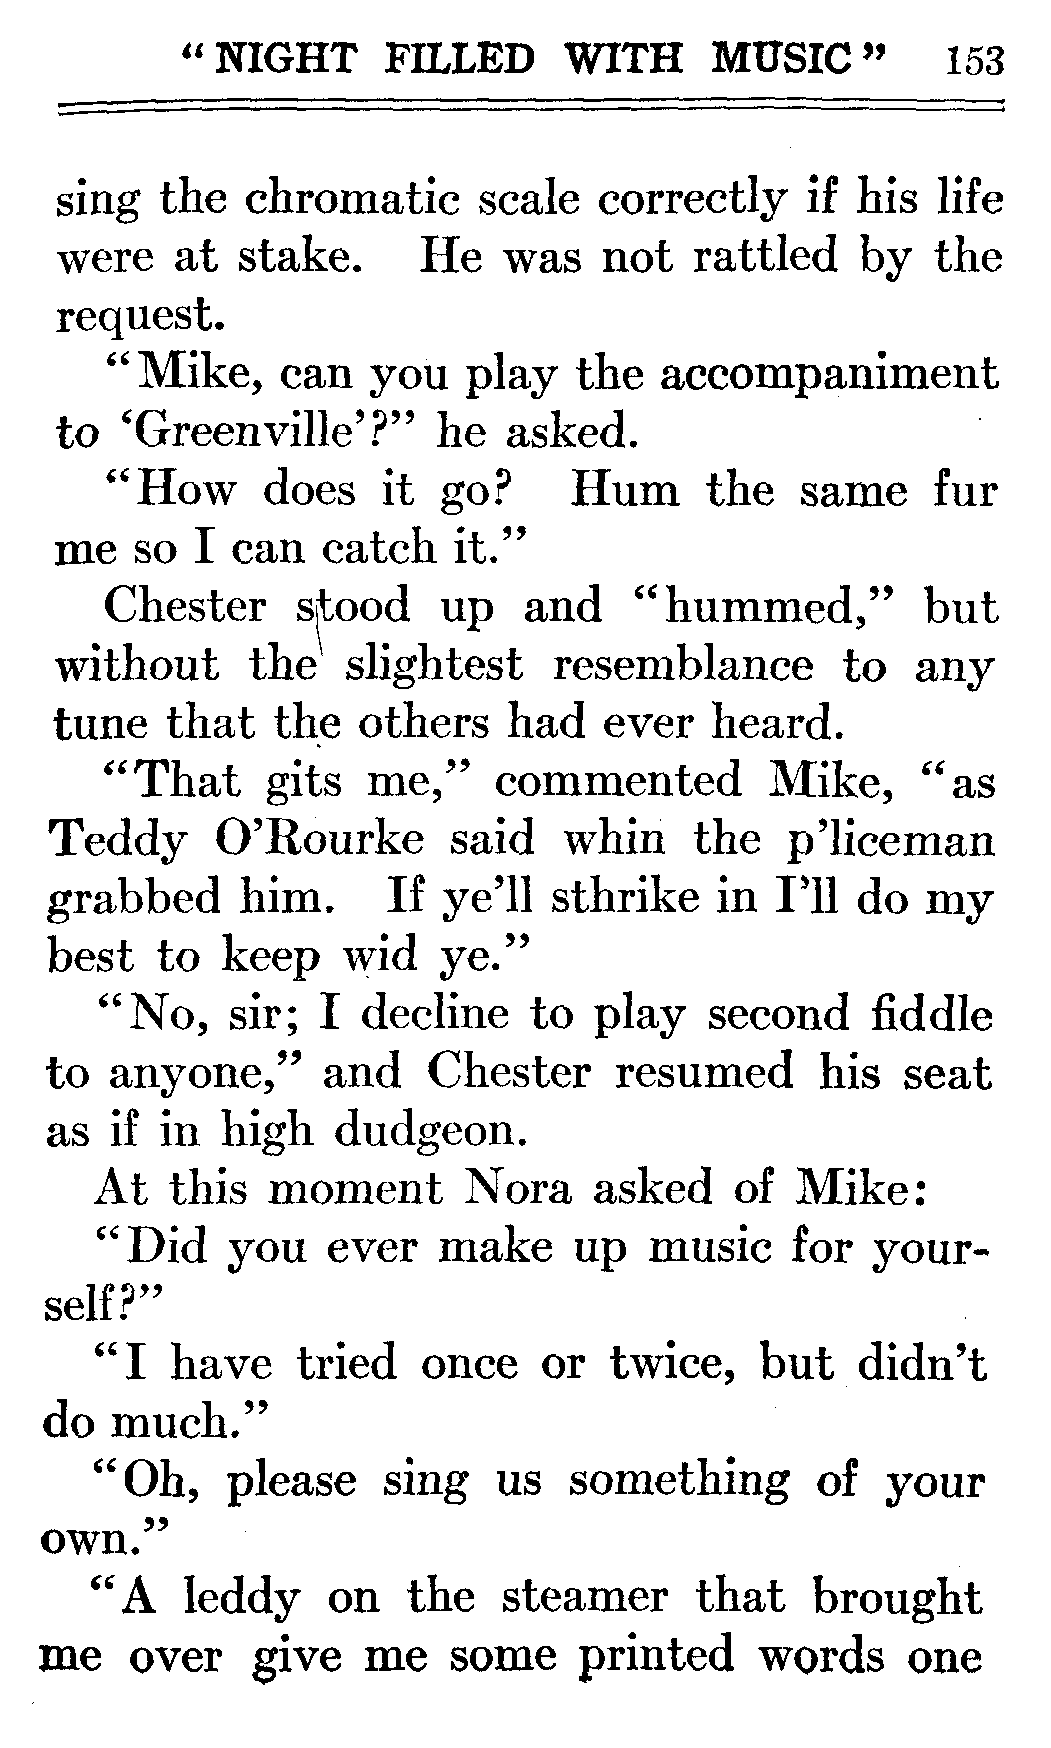 “NIGHT FILLED WITH MUSIC” 153
sing the chromatic scale correctly if his life
were at stake. He was not rattled by the
request.
“Mike, can you play the accompaniment
to ‘Greenville’?” he asked.
“How does it go? Hum the same fur
me so I can catch it.”
Chester stood up and “hummed,” but
without the slightest resemblance to any
tune that the others had ever heard.
“That gits me,” commented Mike, “as
Teddy O’Rourke said whin the p’liceman
grabbed him. If ye’ll sthrike in I’ll do my
best to keep wid ye.”
“No, sir; I decline to play second fiddle
to anyone,” and Chester resumed his seat
as if in high dudgeon.
At this moment Nora asked of Mike:
“Did you ever make up music for your-
self?”
“I have tried once or twice, but didn’t
do much.”
“Oh, please sing us something of your
own.”
“A leddy on the steamer that brought
me over give me some printed words one